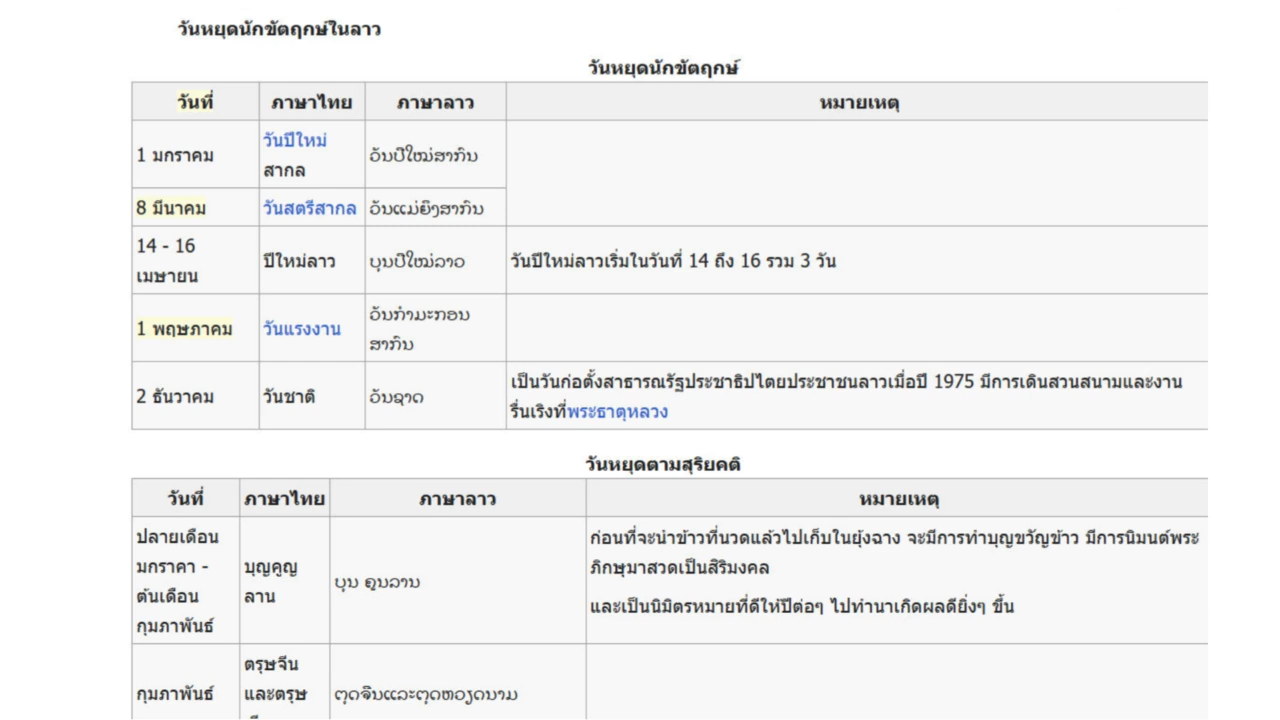 วันหยุดนักขัตฤกษ์ในลาว
วันหยุดนักขัตฤกษ์
วันที่ ภาษาไทย ภาษาลาว หมายเหตุ
1 มกราคม วันปีใหม่สากล ວັນປີໃໝ່ສາກົນ
8 มีนาคม วันสตรีสากล ວັນແມ່ຍິງສາກົນ
14 - 16 เมษายน ปีใหม่ลาว ບຸນປີໃໝ່ລາວ วันปีใหม่ลาวเริ่มในวันที่ 14 ถึง 16 รวม 3 วัน
1 พฤษภาคม วันแรงงาน ວັນກຳມະກອນ
ສາກົນ
2 ธันวาคม วันชาติ ວັນຊາດ เป็นวันก่อตั้งสาธารณรัฐประชาธิปไตยประชาชนลาวเมื่อปี 1975 มีการเดินสวนสนามและงาน
รื่นเริงที่พระธาตุหลวง
วันหยุดตามสุริยคติ
วันที่ ภาษาไทย ภาษาลาว หมายเหตุ
ปลายเดือน
มกราคา -
ต้นเดือน
กุมภาพันธ์
บุญคูญ
ลาน
ບຸນ ຄູນລານ
ก่อนที่จะนำข้าวที่นวดแล้วไปเก็บในยุ้งฉาง จะมีการทำบุญขวัญข้าว มีการนิมนต์พระ
ภิกษุมาสวดเป็นสิริมงคล
และเป็นนิมิตรหมายที่ดีให้ปีต่อๆ ไปทำนาเกิดผลดียิ่งๆ ขึ้น
กุมภาพันธ์
ตรุษจีน
และตรุษ
ຕຸດຈີນແລະຕຸດຫວຽດນາມ